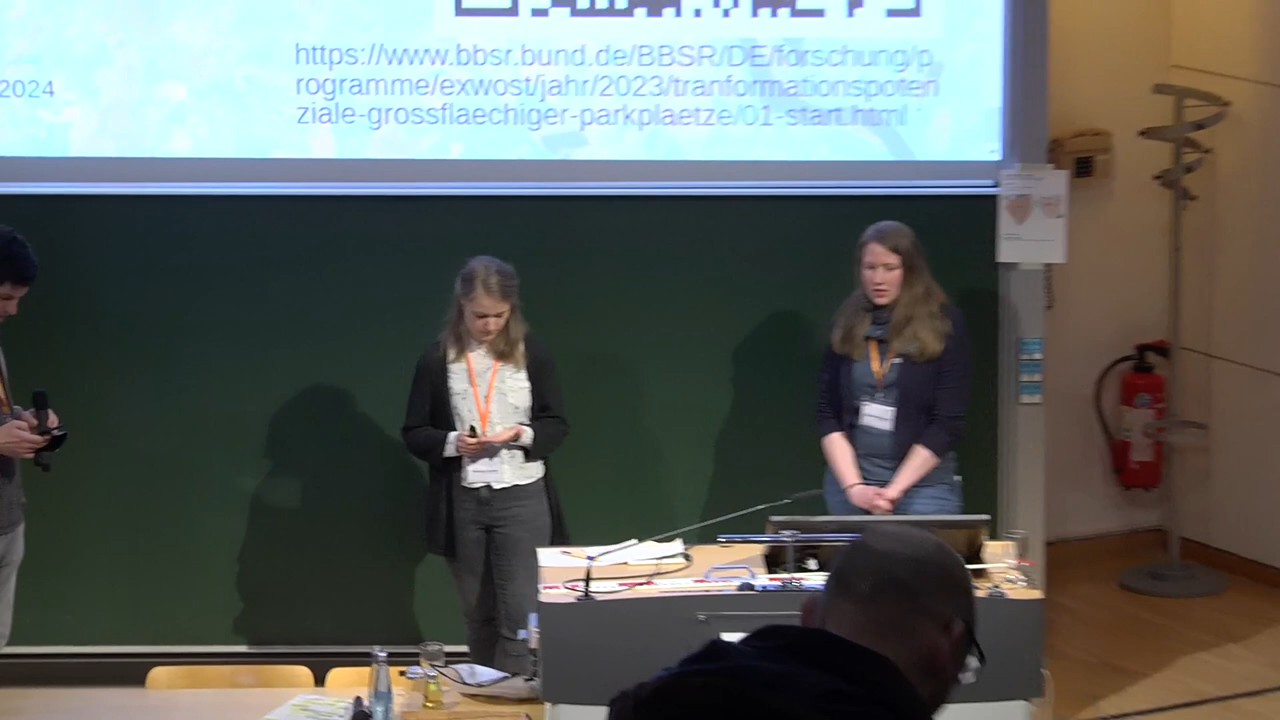 https://www.bbsr.bund.de/BBSR/DE/forschung/p
rogramme/exwost/jahr/2023/tranformationspoten
2024
ziale-grossflaechiger-parkplaetze/01-start.html